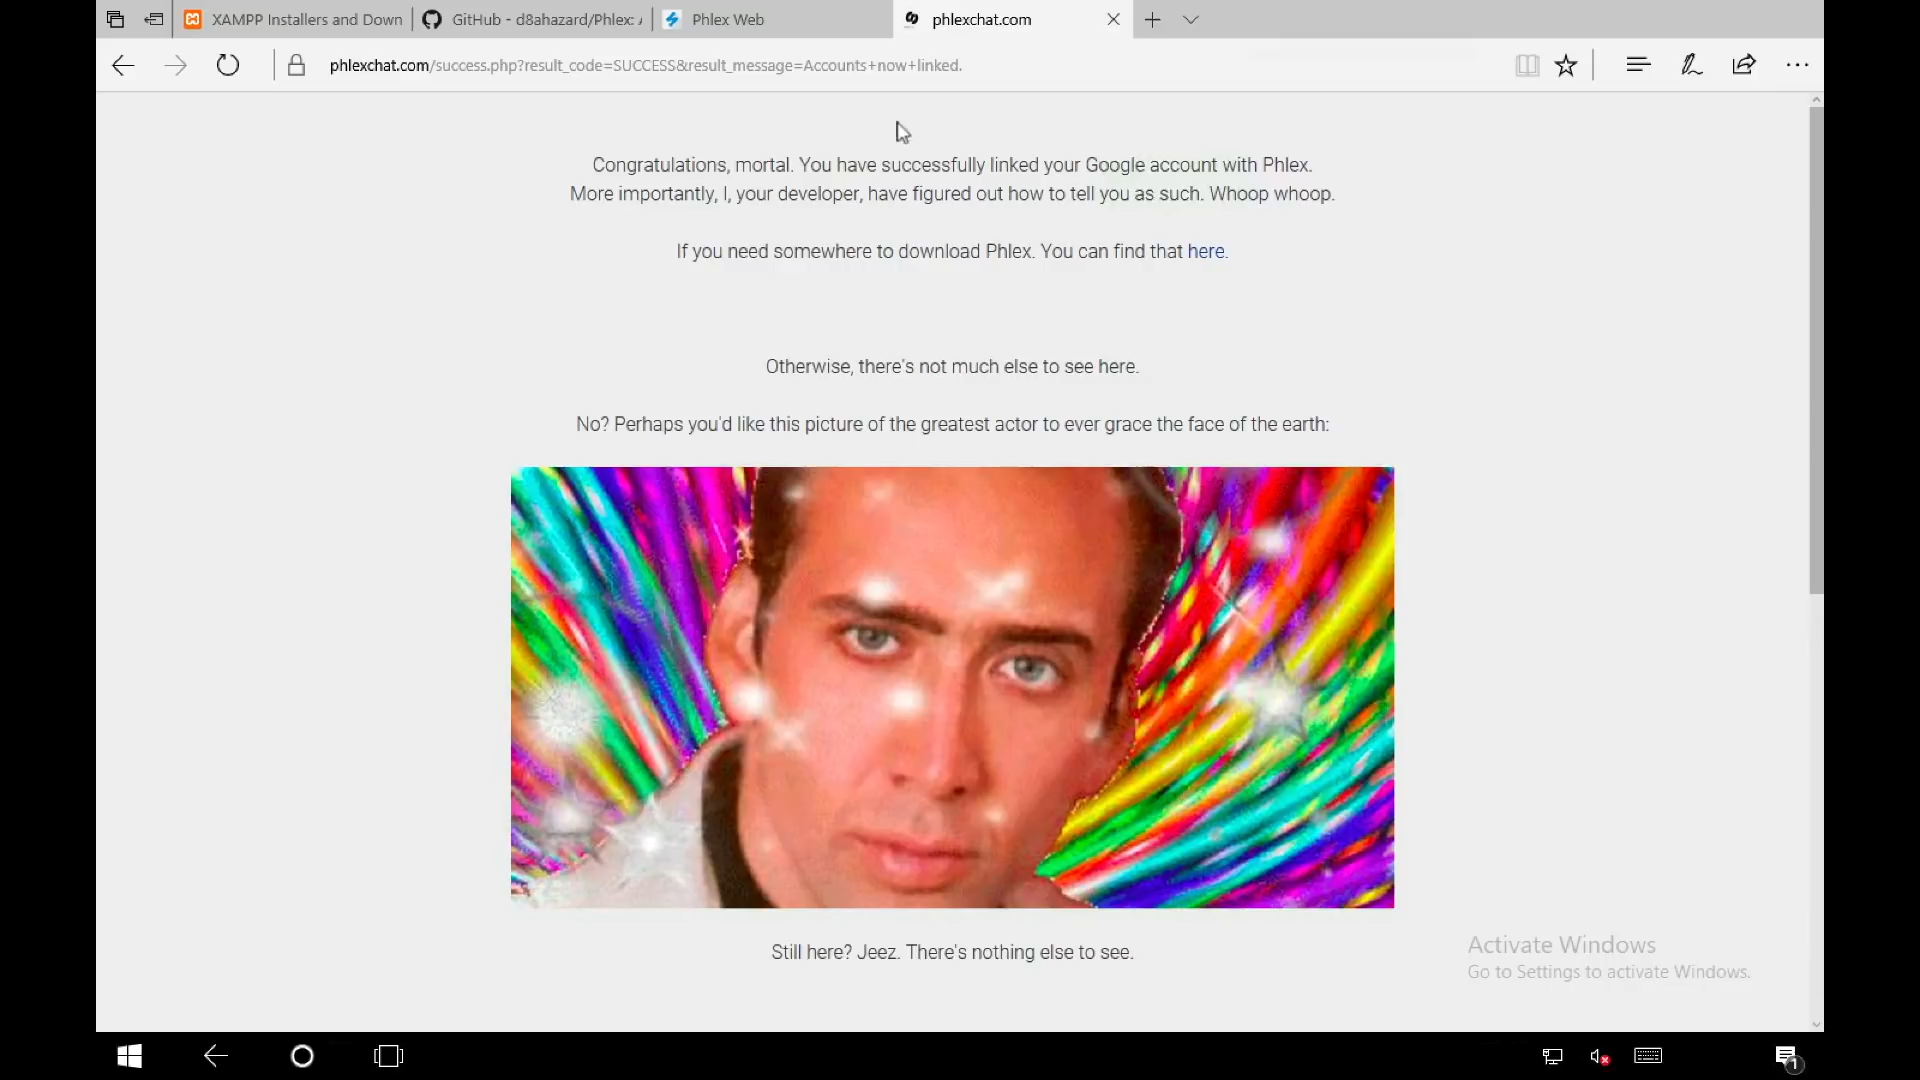 XAMPP Installers and Down
GitHub - d8ahazard/Phlex: A
Phlex Web
phlexchat.com
phlexchat.com/success.php?result_code=SUCCESS&result_message=Accounts+now+linked.
Congratulations, mortal. You have successfully linked your Google account with Phlex.
More importantly, I, your developer, have figured out how to tell you as such. Whoop whoop.
If you need somewhere to download Phlex. You can find that here.
Otherwise, there's not much else to see here.
No? Perhaps you'd like this picture of the greatest actor to ever grace the face of the earth:
Still here? Jeez. There's nothing else to see.
Activate Windows
Go to Settings to activate Windows.
1